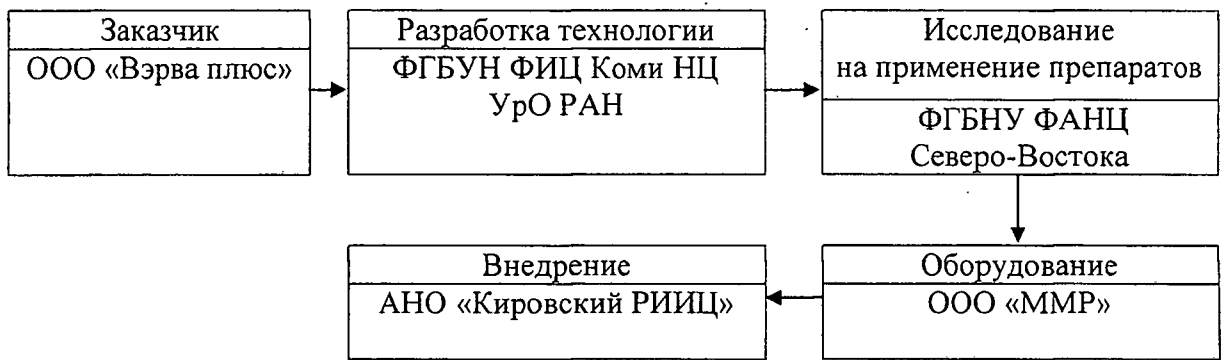 Заказчик
ООО «Вэрва плюс»
Разработка технологии
ФГБУН ФИЦ Коми НЦ
УрО РАН
Исследование
на применение препаратов
ФГБНУ ФАНЦ
Северо-Востока
Оборудование
ООО «ММР»
Внедрение
АНО «Кировский РИИЦ»